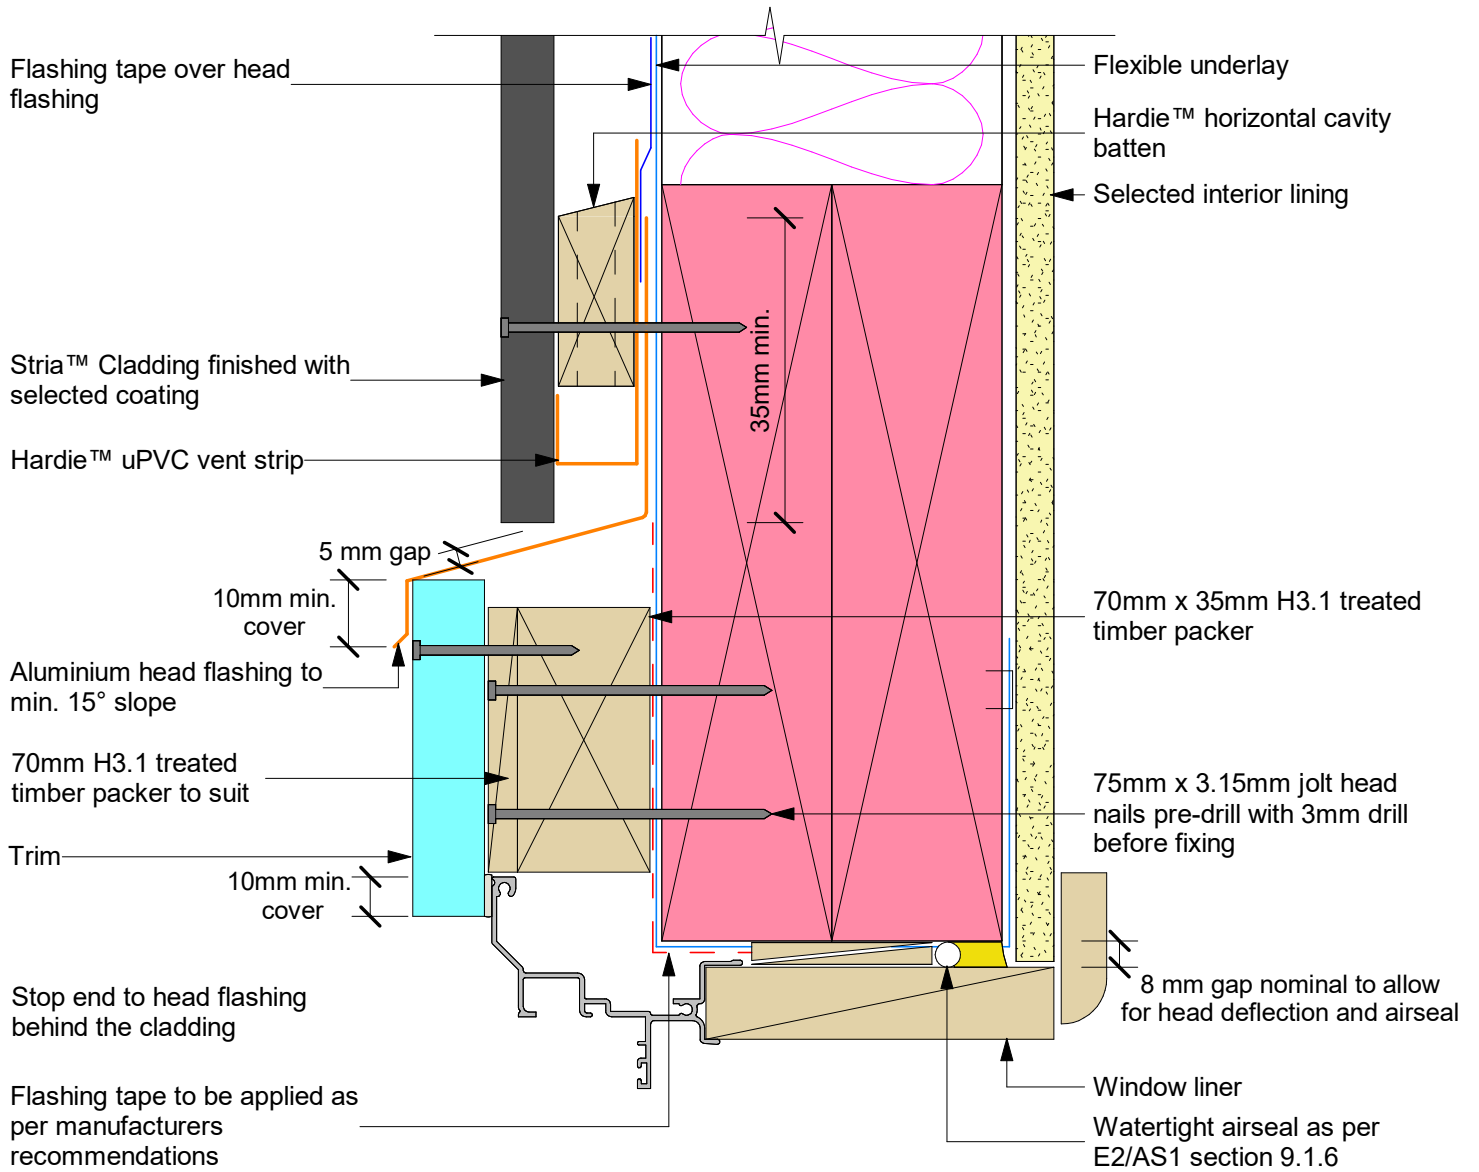 Flashing tape over head
flashing
Flexible underlay
Hardie™ horizontal cavity
batten
Selected interior lining
35mm min.
Stria™ Cladding finished with
selected coating
Hardie™ uPVC vent strip
5 mm gap
10mm min.
cover
Aluminium head flashing to
min. 15° slope
70mm x 35mm H3.1 treated
timber packer
70mm H3.1 treated
timber packer to suit
75mm x 3.15mm jolt head
nails pre-drill with 3mm drill
before fixing
Trim
10mm min.
cover
8 mm gap nominal to allow
for head deflection and airseal
Stop end to head flashing
behind the cladding
Window liner
Flashing tape to be applied as
per manufacturers
recommendations
Watertight airseal as per
E2/AS1 section 9.1.6